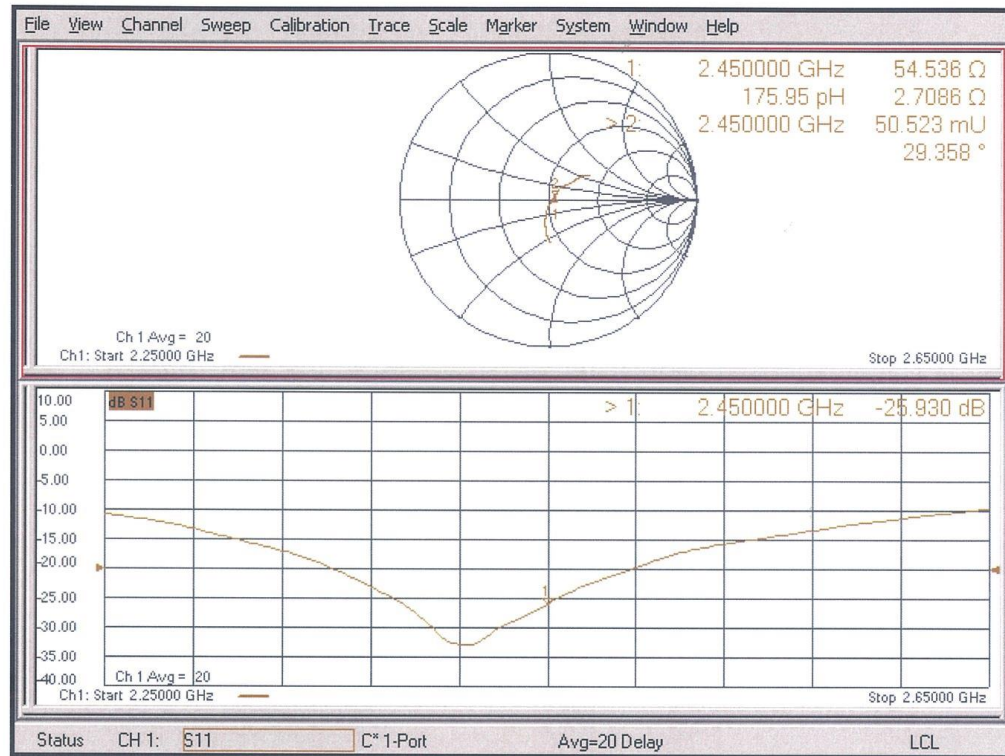 File View Channel Sweep Calibration Trace Scale Marker System Window Help
1: 2.450000 GHz 54.536 Ω
175.95 pH 2.7086 Ω
> 2: 2.450000 GHz 50.523 mU
29.358 °
2
1
Ch 1 Avg = 20
Ch1: Start 2.25000 GHz Stop 2.65000 GHz
10.00 dB S11 > 1: 2.450000 GHz -25.930 dB
5.00
0.00
-5.00
-10.00
-15.00
-20.00
-25.00 1
-30.00
-35.00
-40.00 Ch 1 Avg = 20
Ch1: Start 2.25000 GHz Stop 2.65000 GHz
Status CH 1: S11 C* 1-Port Avg=20 Delay LCL